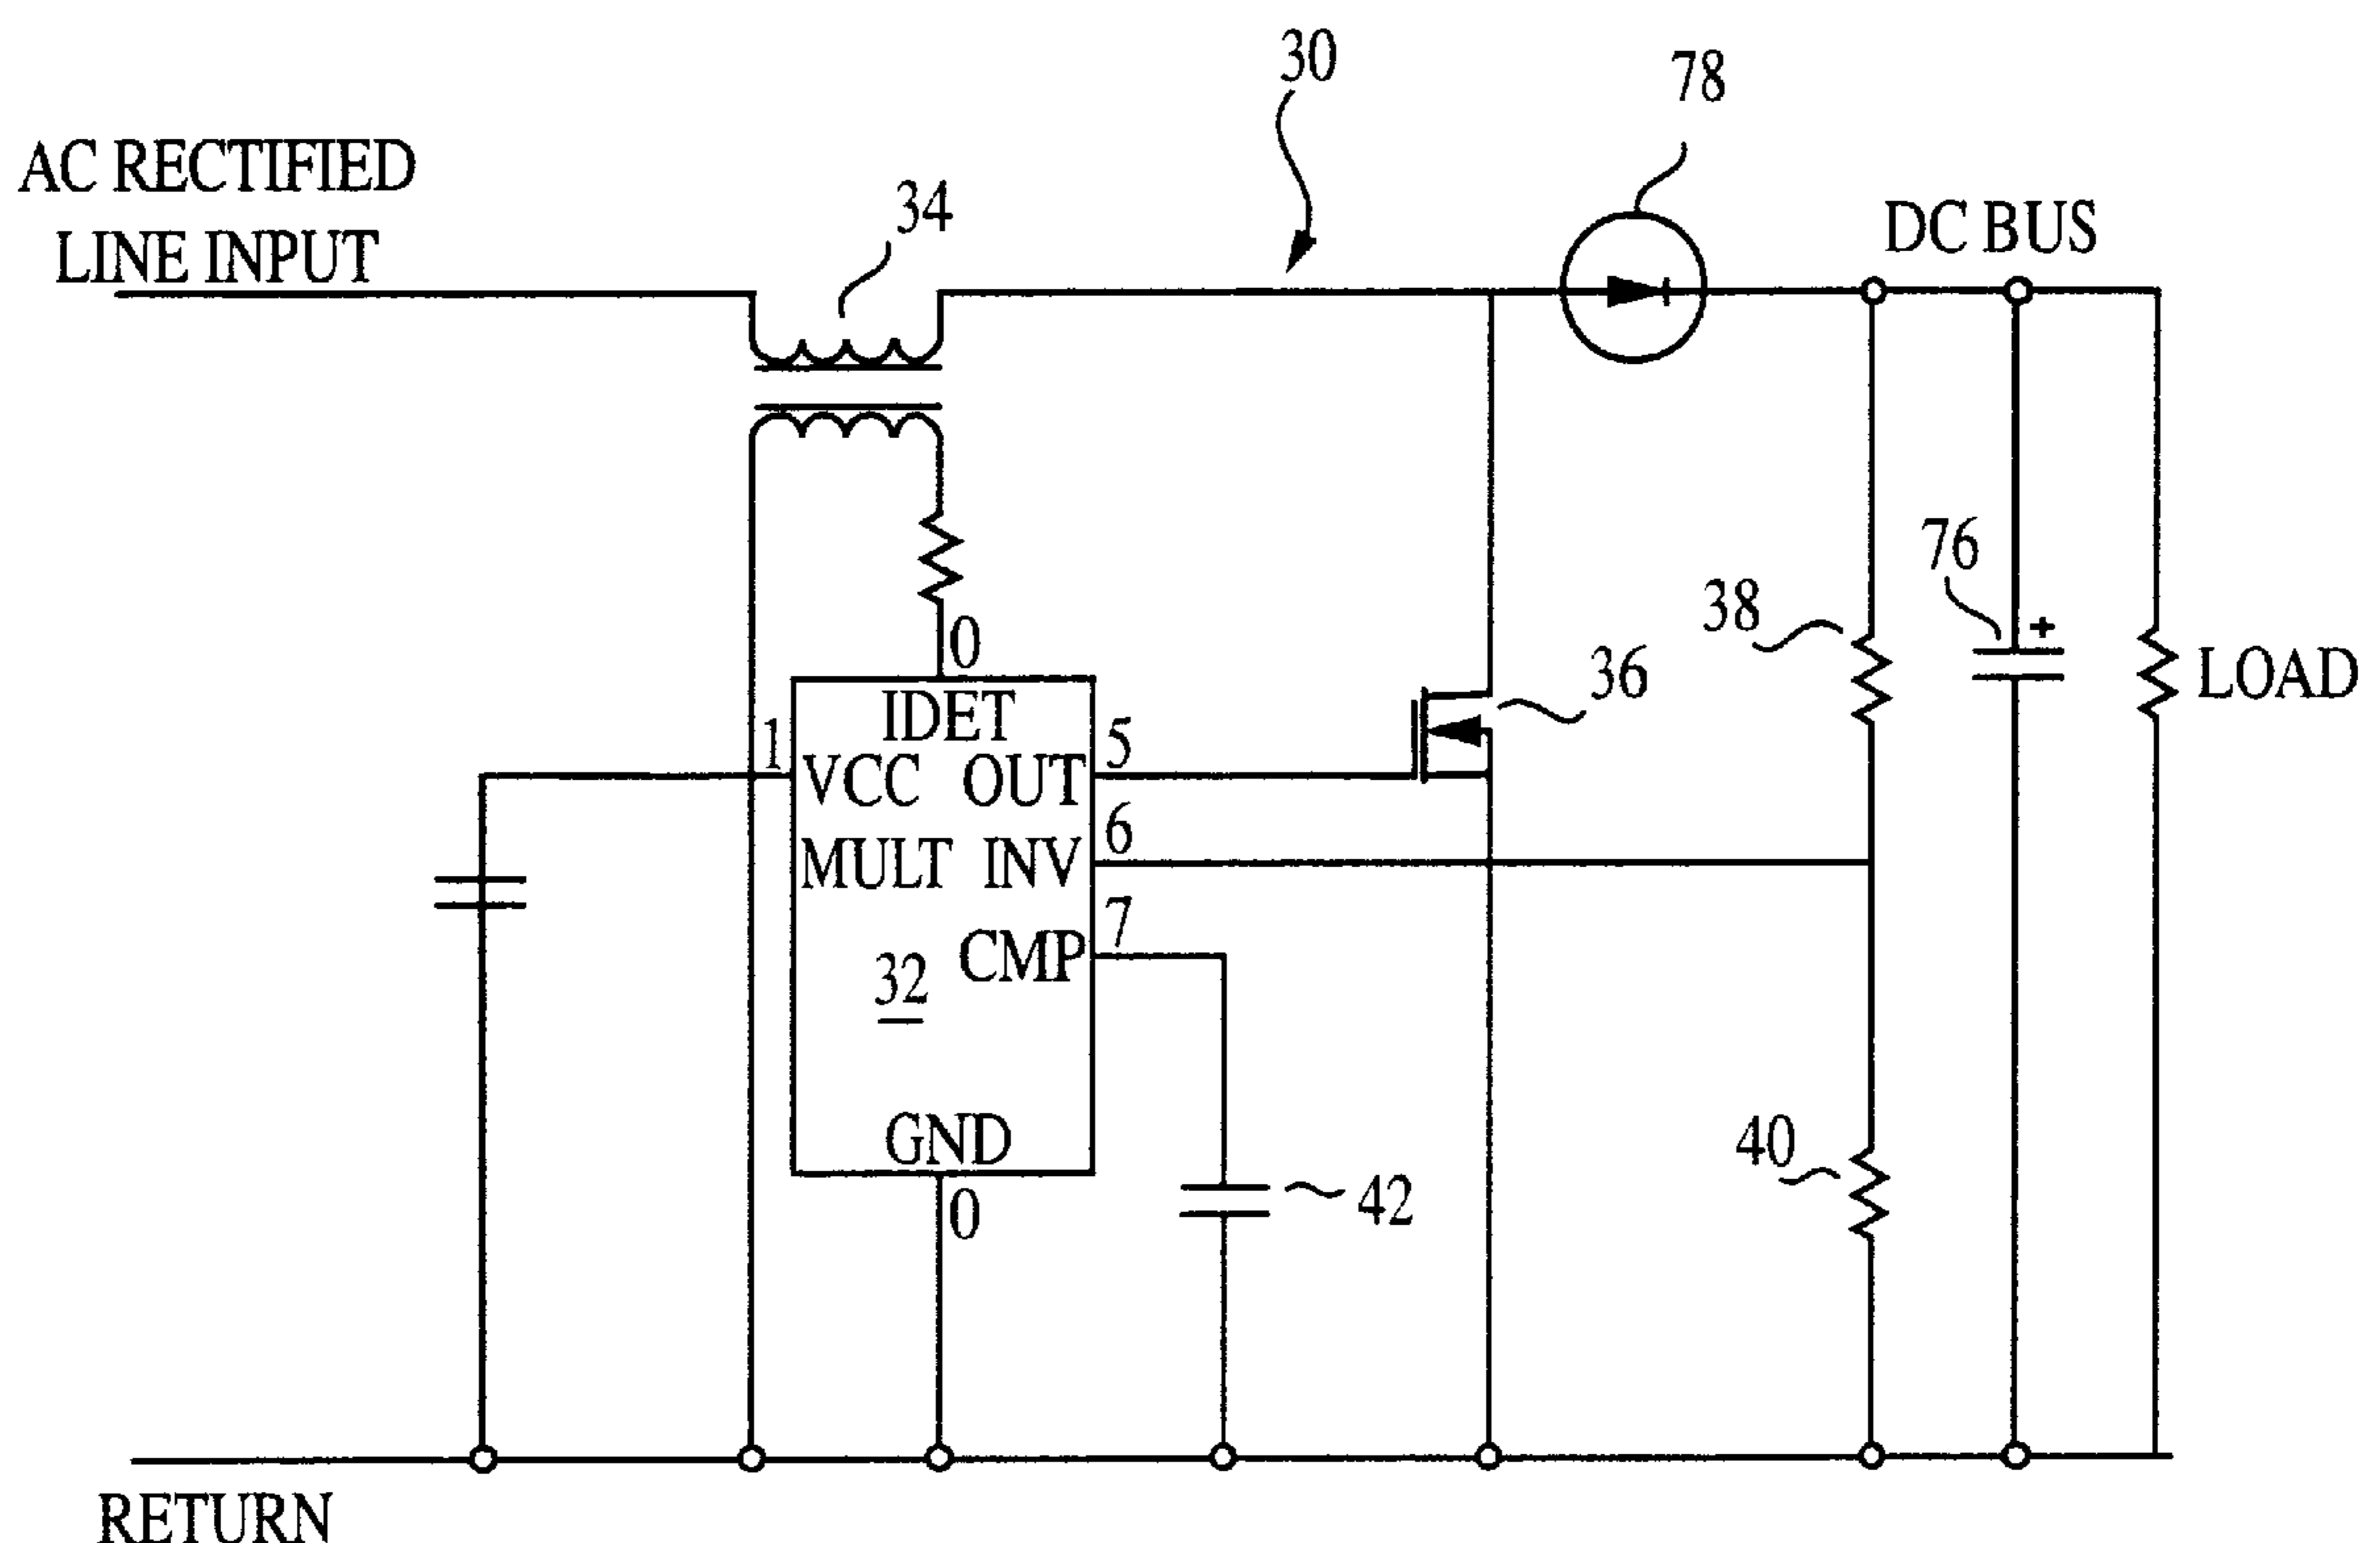 30
78
AC RECTIFIED
LINE INPUT
34
DC BUS
76
38
+
LOAD
36
0
IDET
1
5
VCC OUT
6
MULT INV
7
CMP
32
40
GND
42
0
RETURN